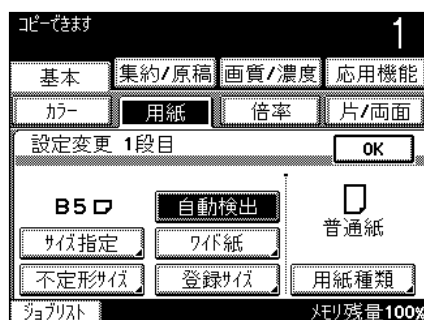 コピーできます
1
基本 集約/原稿 画質/濃度 応用機能
カラー 用紙 倍率 片/両面
設定変更 1段目 OK
B5 自動検出 普通紙
サイズ指定 ワイド紙
不定形サイズ 登録サイズ 用紙種類
ジョブリスト メモリ残量100%